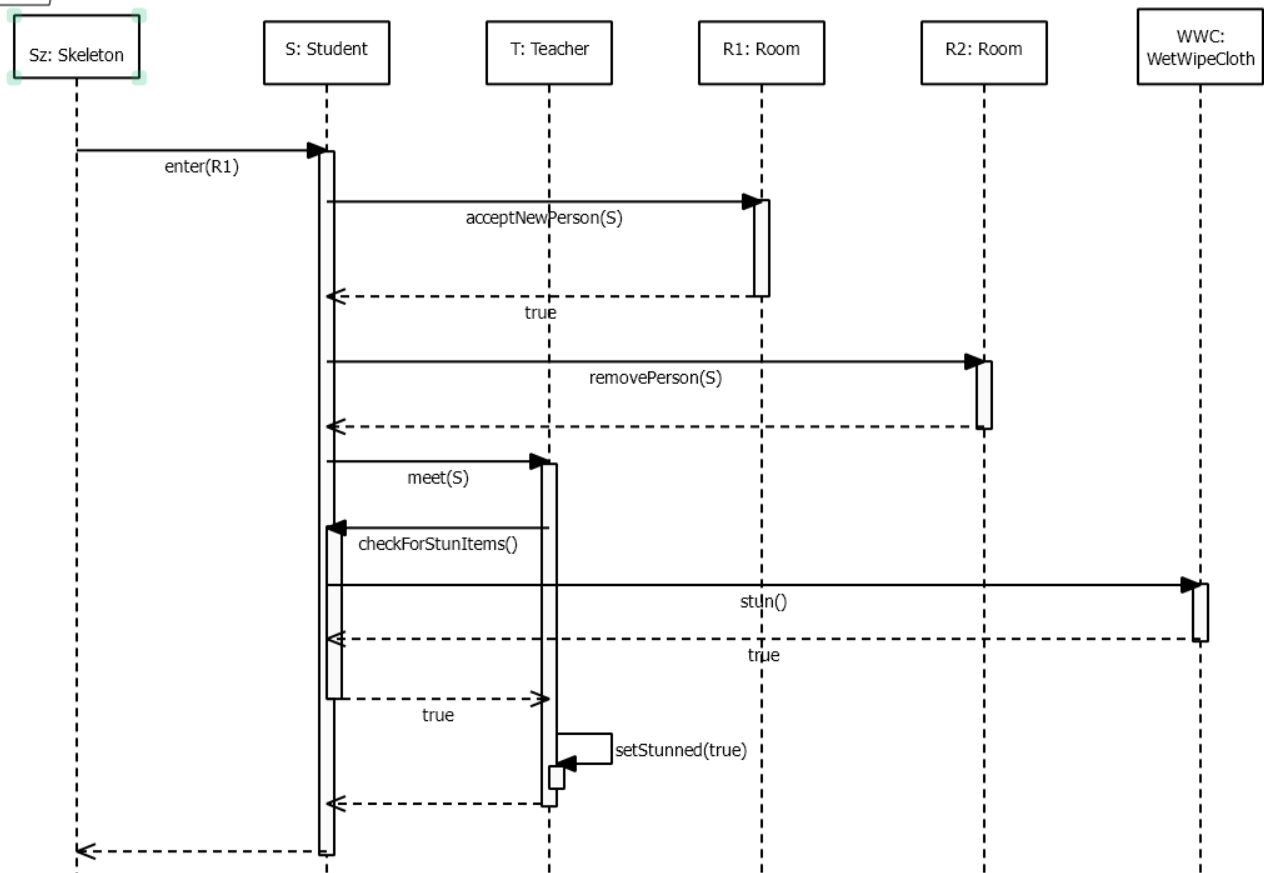 Sz: Skeleton
S: Student
T: Teacher
R1: Room
R2: Room
WWC:
WetWipeCloth
enter(R1)
acceptNewPerson(S)
true
removePerson(S)
meet(S)
checkForStunItems()
stun()
true
true
setStunned(true)